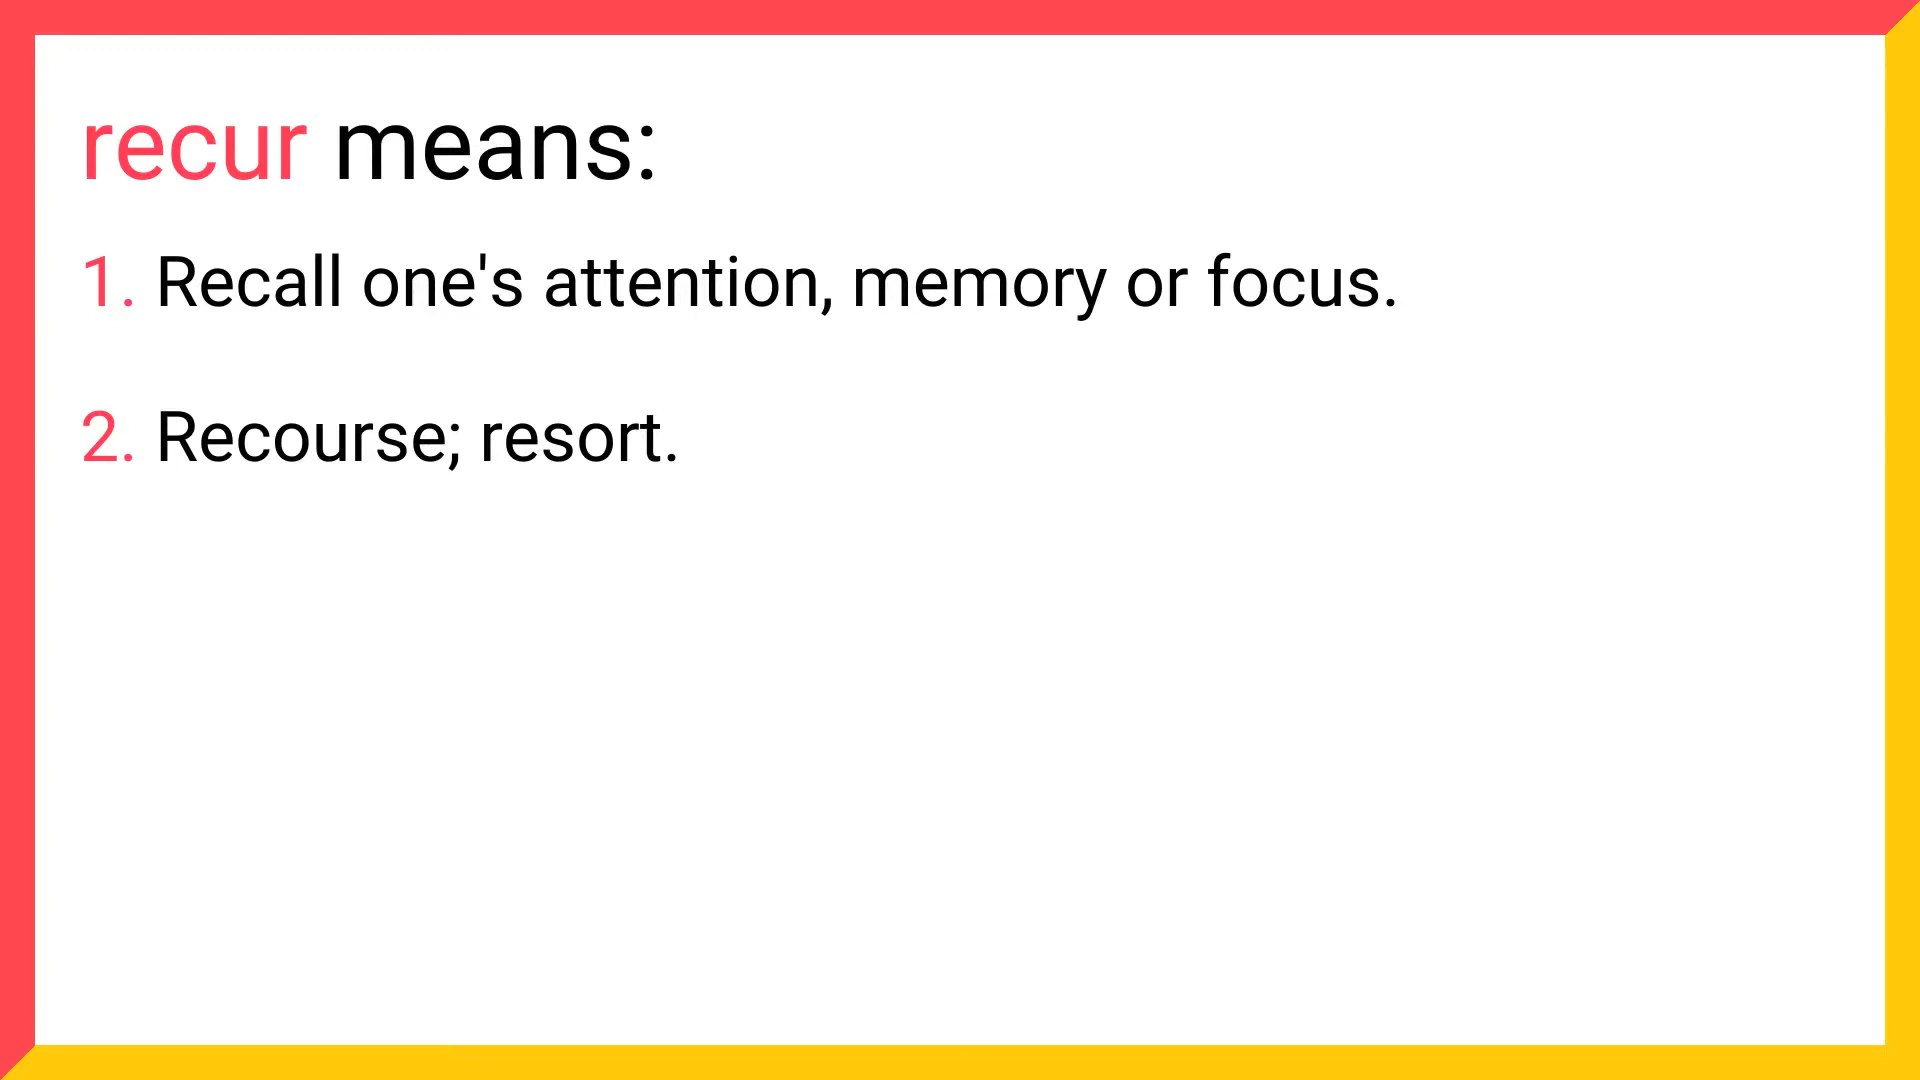 recur means:
1. Recall one's attention, memory or focus.
2. Recourse; resort.